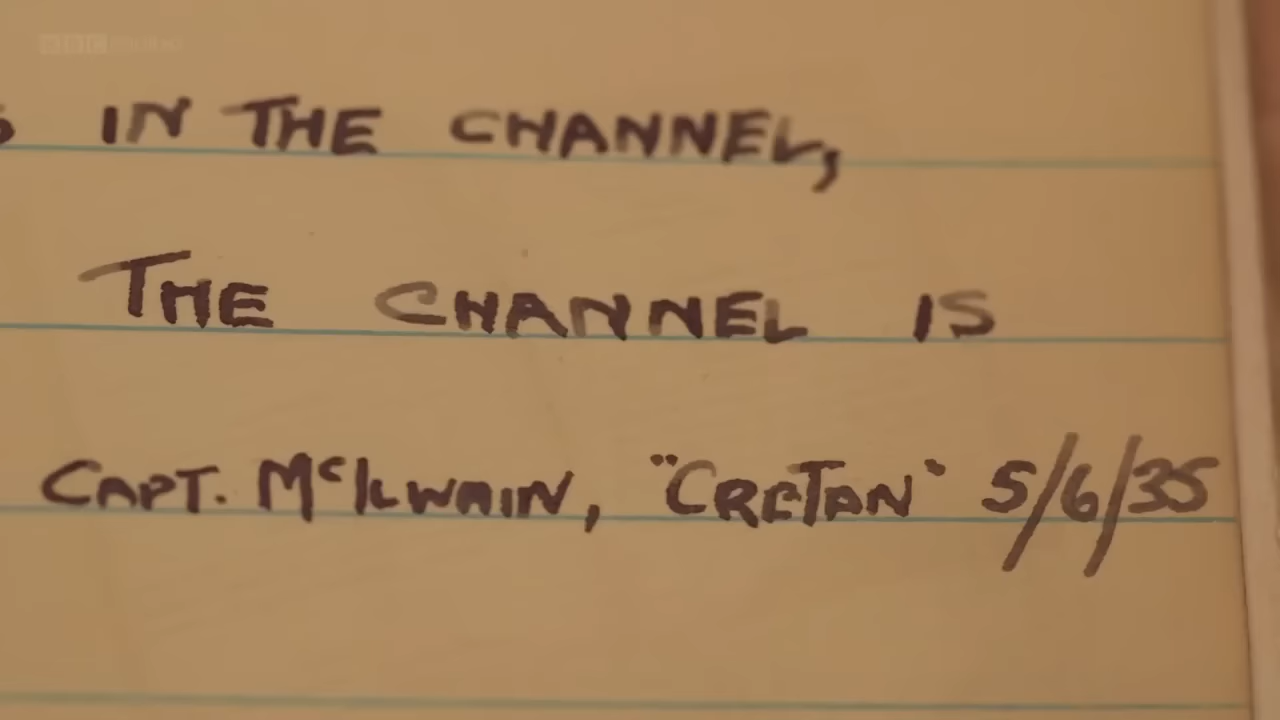 IN THE CHANNEL,
THE CHANNEL IS
CAPT. McILWAIN, "CRETAN" 5/6/35